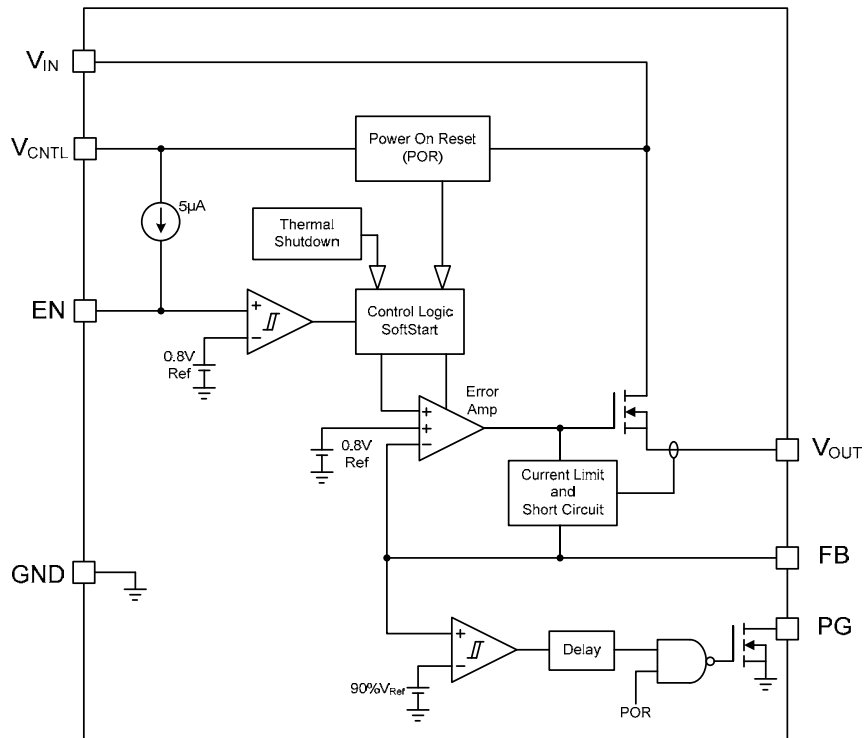 VIN
Power On Reset
(POR)
VCNTL
5µA
Thermal
Shutdown
EN
+
−
Control Logic
SoftStart
0.8V
Ref
Error
Amp
+
+
−
0.8V
Ref
VOUT
Current Limit
and
Short Circuit
FB
GND
PG
+
−
Delay
90%VRef
POR